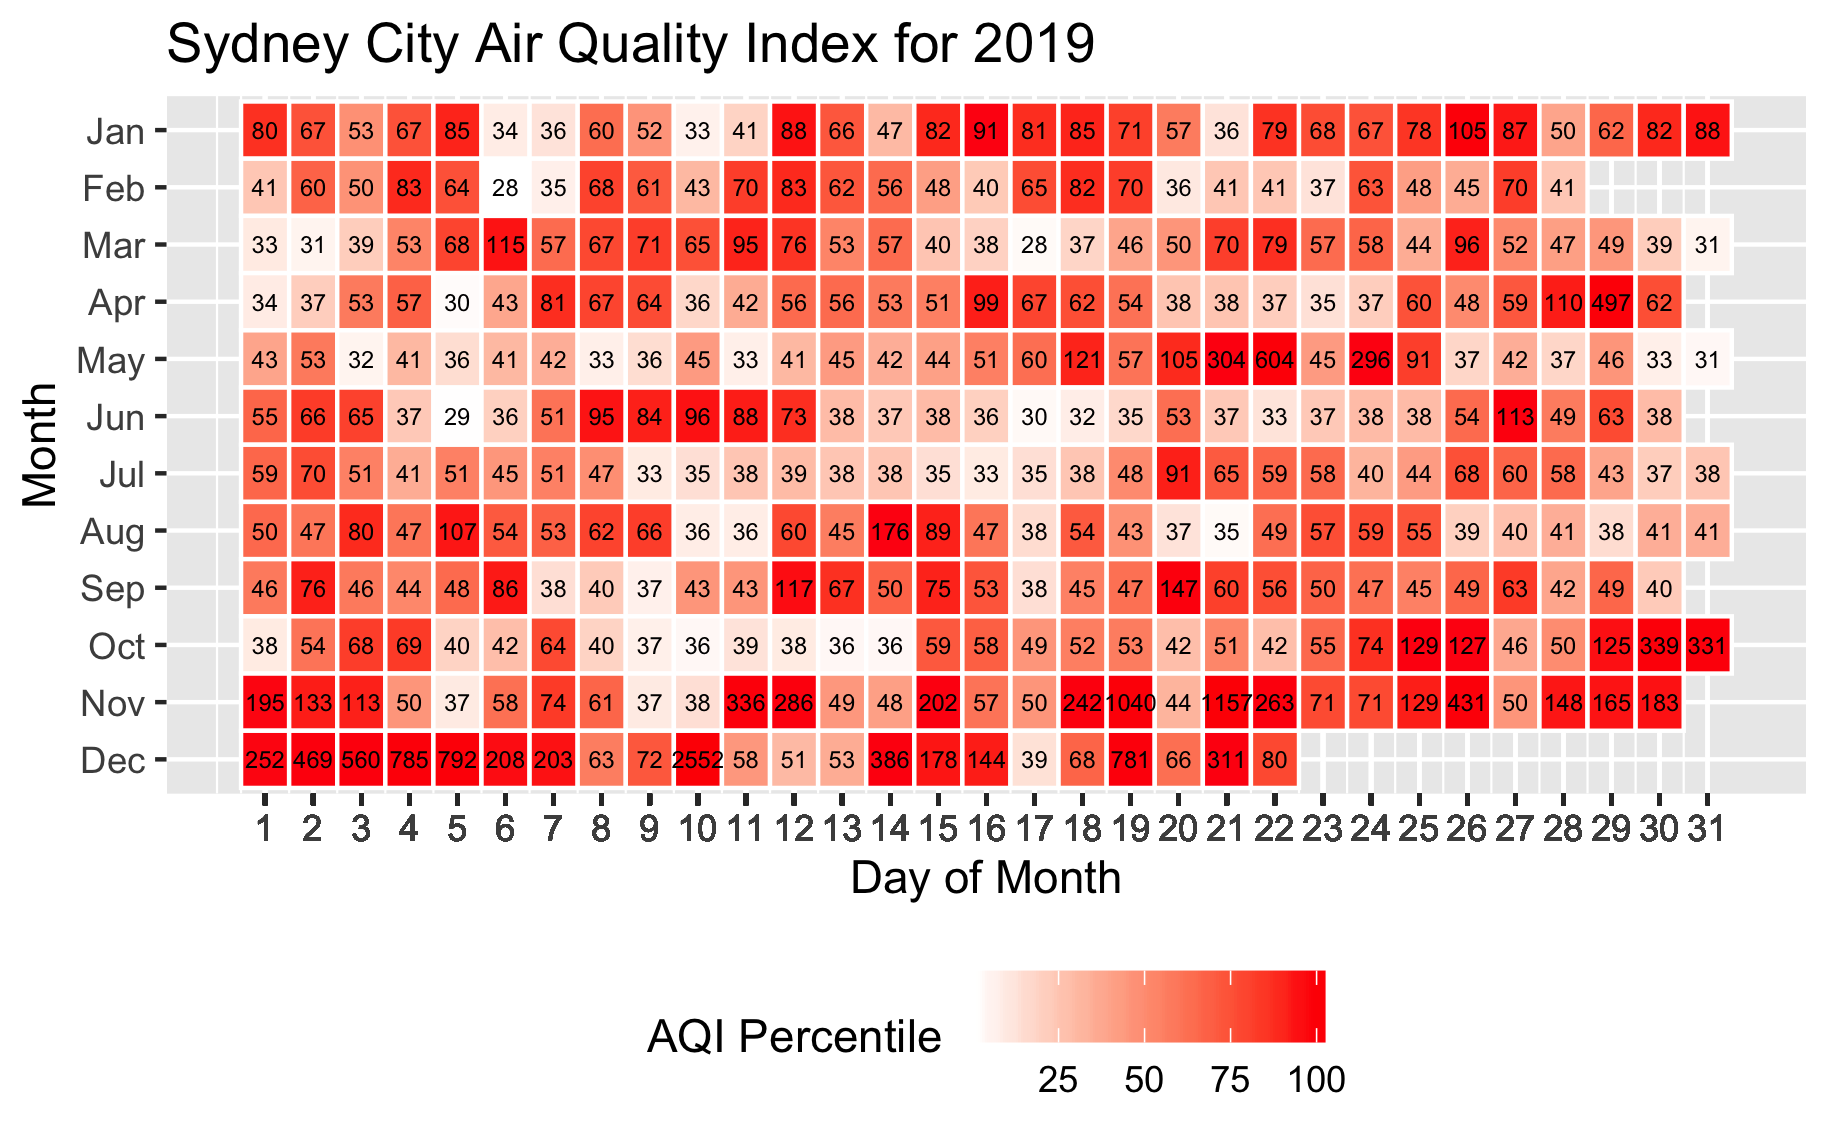 Sydney City Air Quality Index for 2019
Jan 80 67 53 67 85 34 36 60 52 33 41 88 66 47 82 91 81 85 71 57 36 79 68 67 78 105 87 50 62 82 88
Feb 41 60 50 83 64 28 35 68 61 43 70 83 62 56 48 40 65 82 70 36 41 41 37 63 48 45 70 41
Mar 33 31 39 53 68 115 57 67 71 65 95 76 53 57 40 38 28 37 46 50 70 79 57 58 44 96 52 47 49 39 31
Apr 34 37 53 57 30 43 81 67 64 36 42 56 56 53 51 99 67 62 54 38 38 37 35 37 60 48 59 110 497 62
May 43 53 32 41 36 41 42 33 36 45 33 41 45 42 44 51 60 121 57 105 304 604 45 296 91 37 42 37 46 33 31
Jun 55 66 65 37 29 36 51 95 84 96 88 73 38 37 38 36 30 32 35 53 37 33 37 38 38 54 113 49 63 38
Jul 59 70 51 41 51 45 51 47 33 35 38 39 38 38 35 33 35 38 48 91 65 59 58 40 44 68 60 58 43 37 38
Aug 50 47 80 47 107 54 53 62 66 36 36 60 45 176 89 47 38 54 43 37 35 49 57 59 55 39 40 41 38 41 41
Sep 46 76 46 44 48 86 38 40 37 43 43 117 67 50 75 53 38 45 47 147 60 56 50 47 45 49 63 42 49 40
Oct 38 54 68 69 40 42 64 40 37 36 39 38 36 36 59 58 49 52 53 42 51 42 55 74 129 127 46 50 125 339 331
Nov 195 133 113 50 37 58 74 61 37 38 336 286 49 48 202 57 50 242 1040 44 1157 263 71 71 129 431 50 148 165 183
Dec 252 469 560 785 792 208 203 63 72 2552 58 51 53 386 178 144 39 68 781 66 311 80
Month
1 2 3 4 5 6 7 8 9 10 11 12 13 14 15 16 17 18 19 20 21 22 23 24 25 26 27 28 29 30 31
Day of Month
AQI Percentile
25 50 75 100